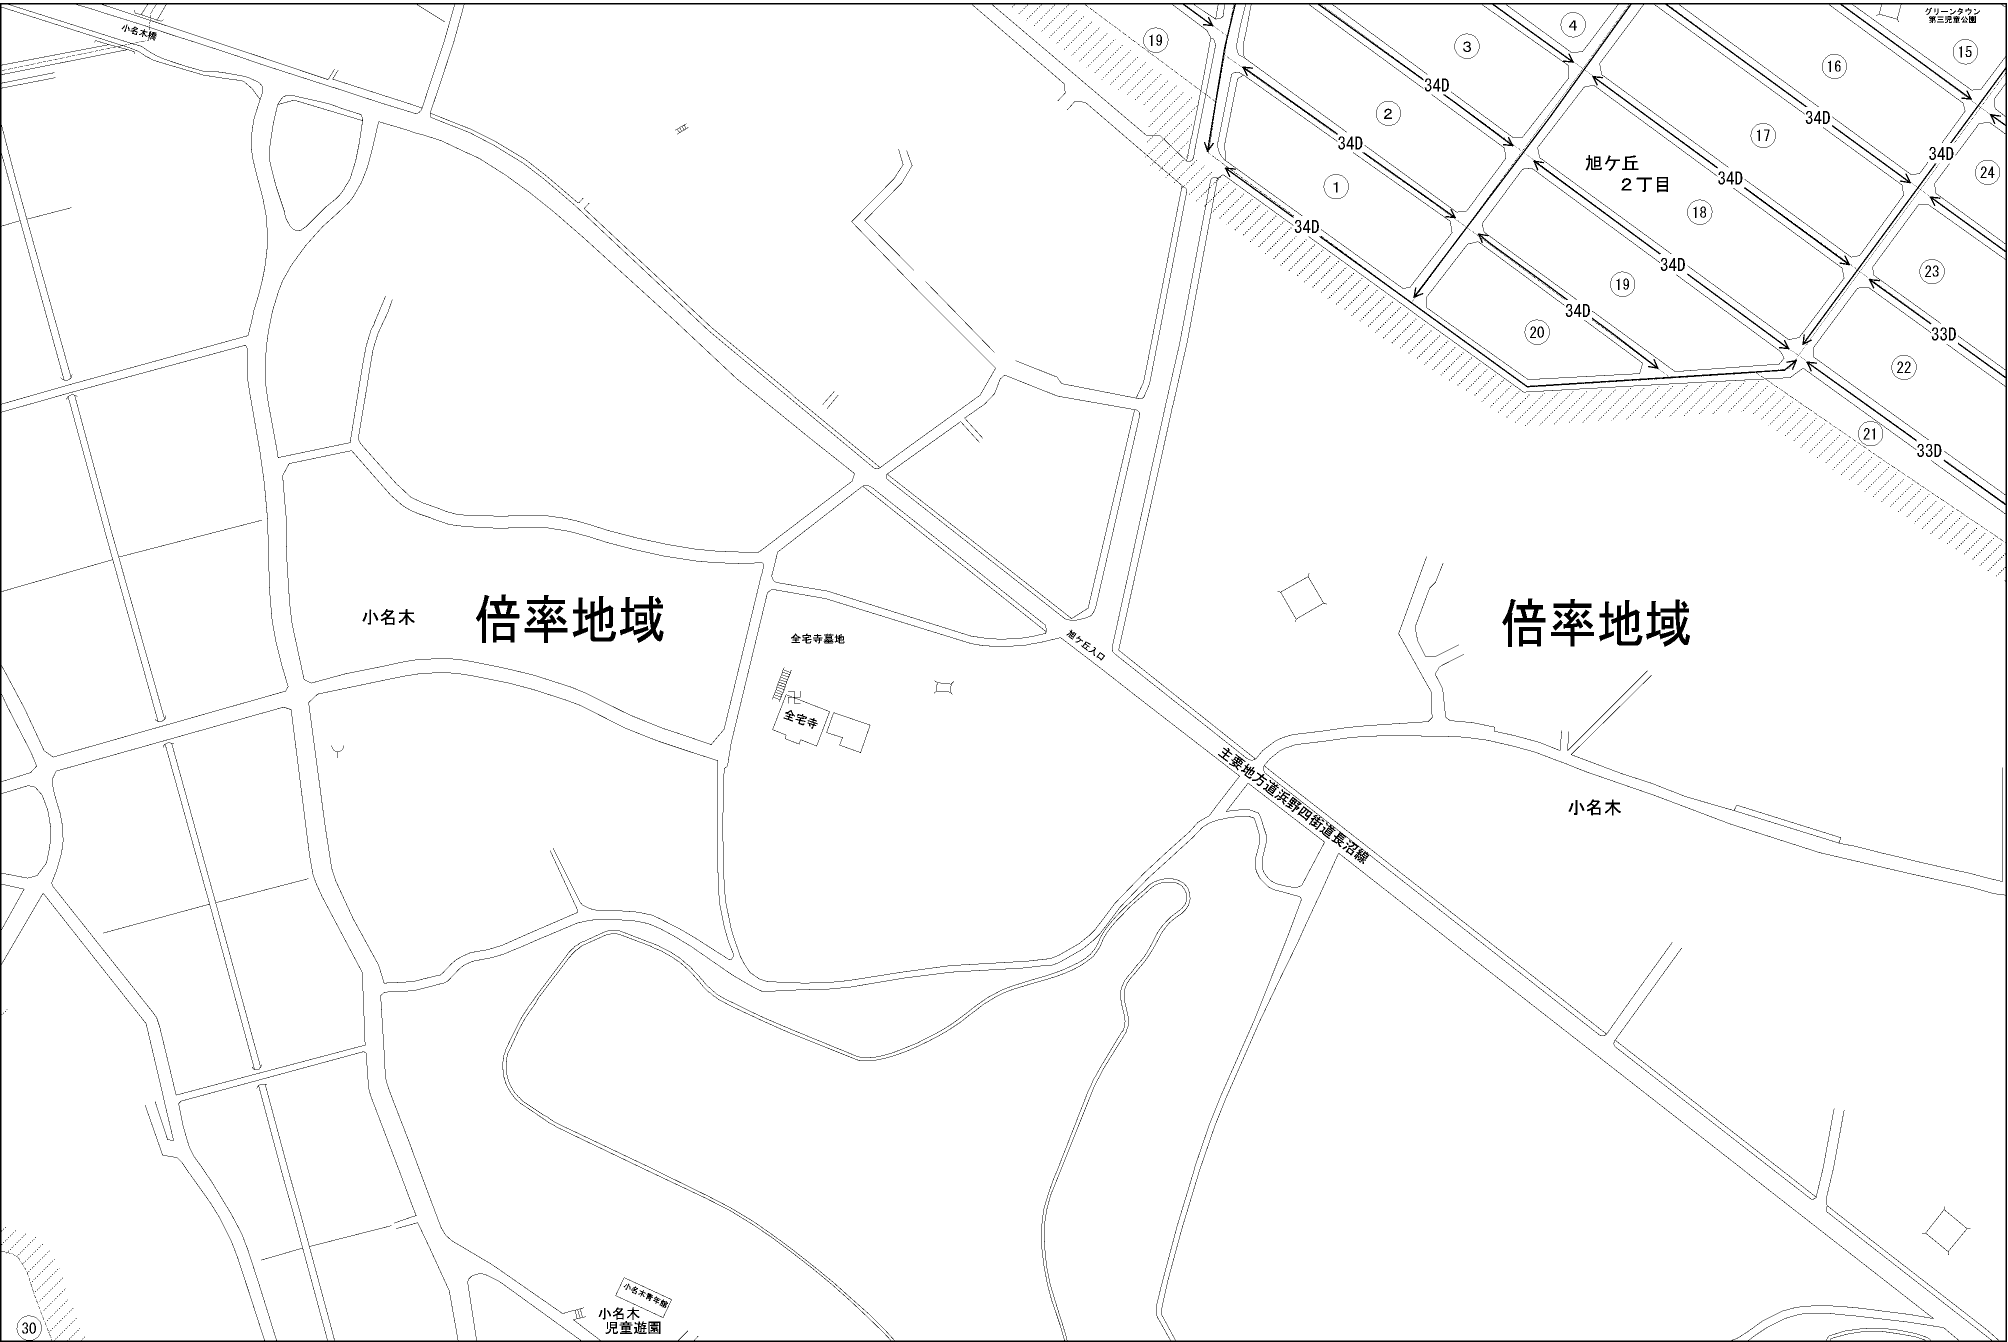 小名木橋
グリーンタウン
第三児童公園
19
3
4
16
15
34D
2
34D
17
34D
34D
34D
1
旭ケ丘
２丁目
34D
24
34D
18
34D
19
23
34D
20
33D
22
21
33D
小名木
倍率地域
倍率地域
全宅寺墓地
旭ケ丘入口
全宅寺
主要地方道浜野四街道長沼線
小名木
小名木青年館
小名木
児童遊園
30